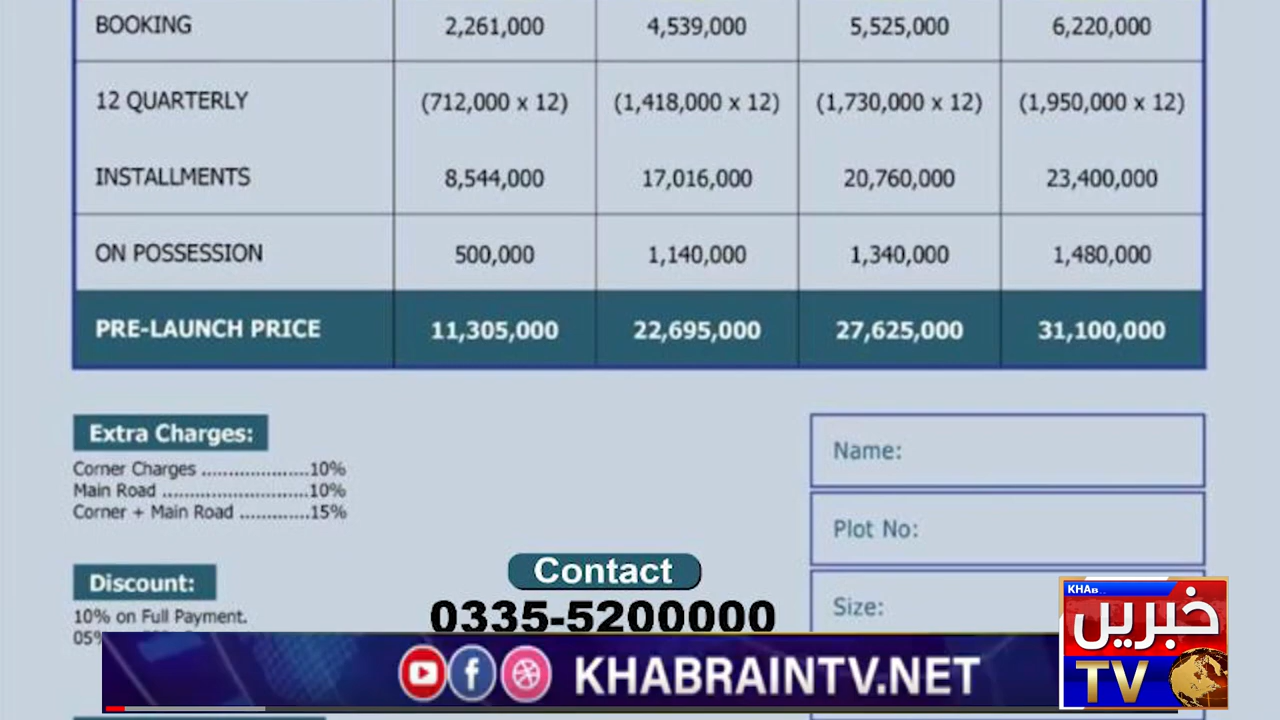 BOOKING 2,261,000 4,539,000 5,525,000 6,220,000
12 QUARTERLY (712,000 x 12) (1,418,000 x 12) (1,730,000 x 12) (1,950,000 x 12)
INSTALLMENTS 8,544,000 17,016,000 20,760,000 23,400,000
ON POSSESSION 500,000 1,140,000 1,340,000 1,480,000
PRE-LAUNCH PRICE 11,305,000 22,695,000 27,625,000 31,100,000
Extra Charges:
Corner Charges ....................10%
Main Road ...........................10%
Corner + Main Road .............15%
Discount:
10% on Full Payment.
05%
Name:
Plot No:
Size:
Contact
0335-5200000
KHABRAINTV.NET
خبریں
TV